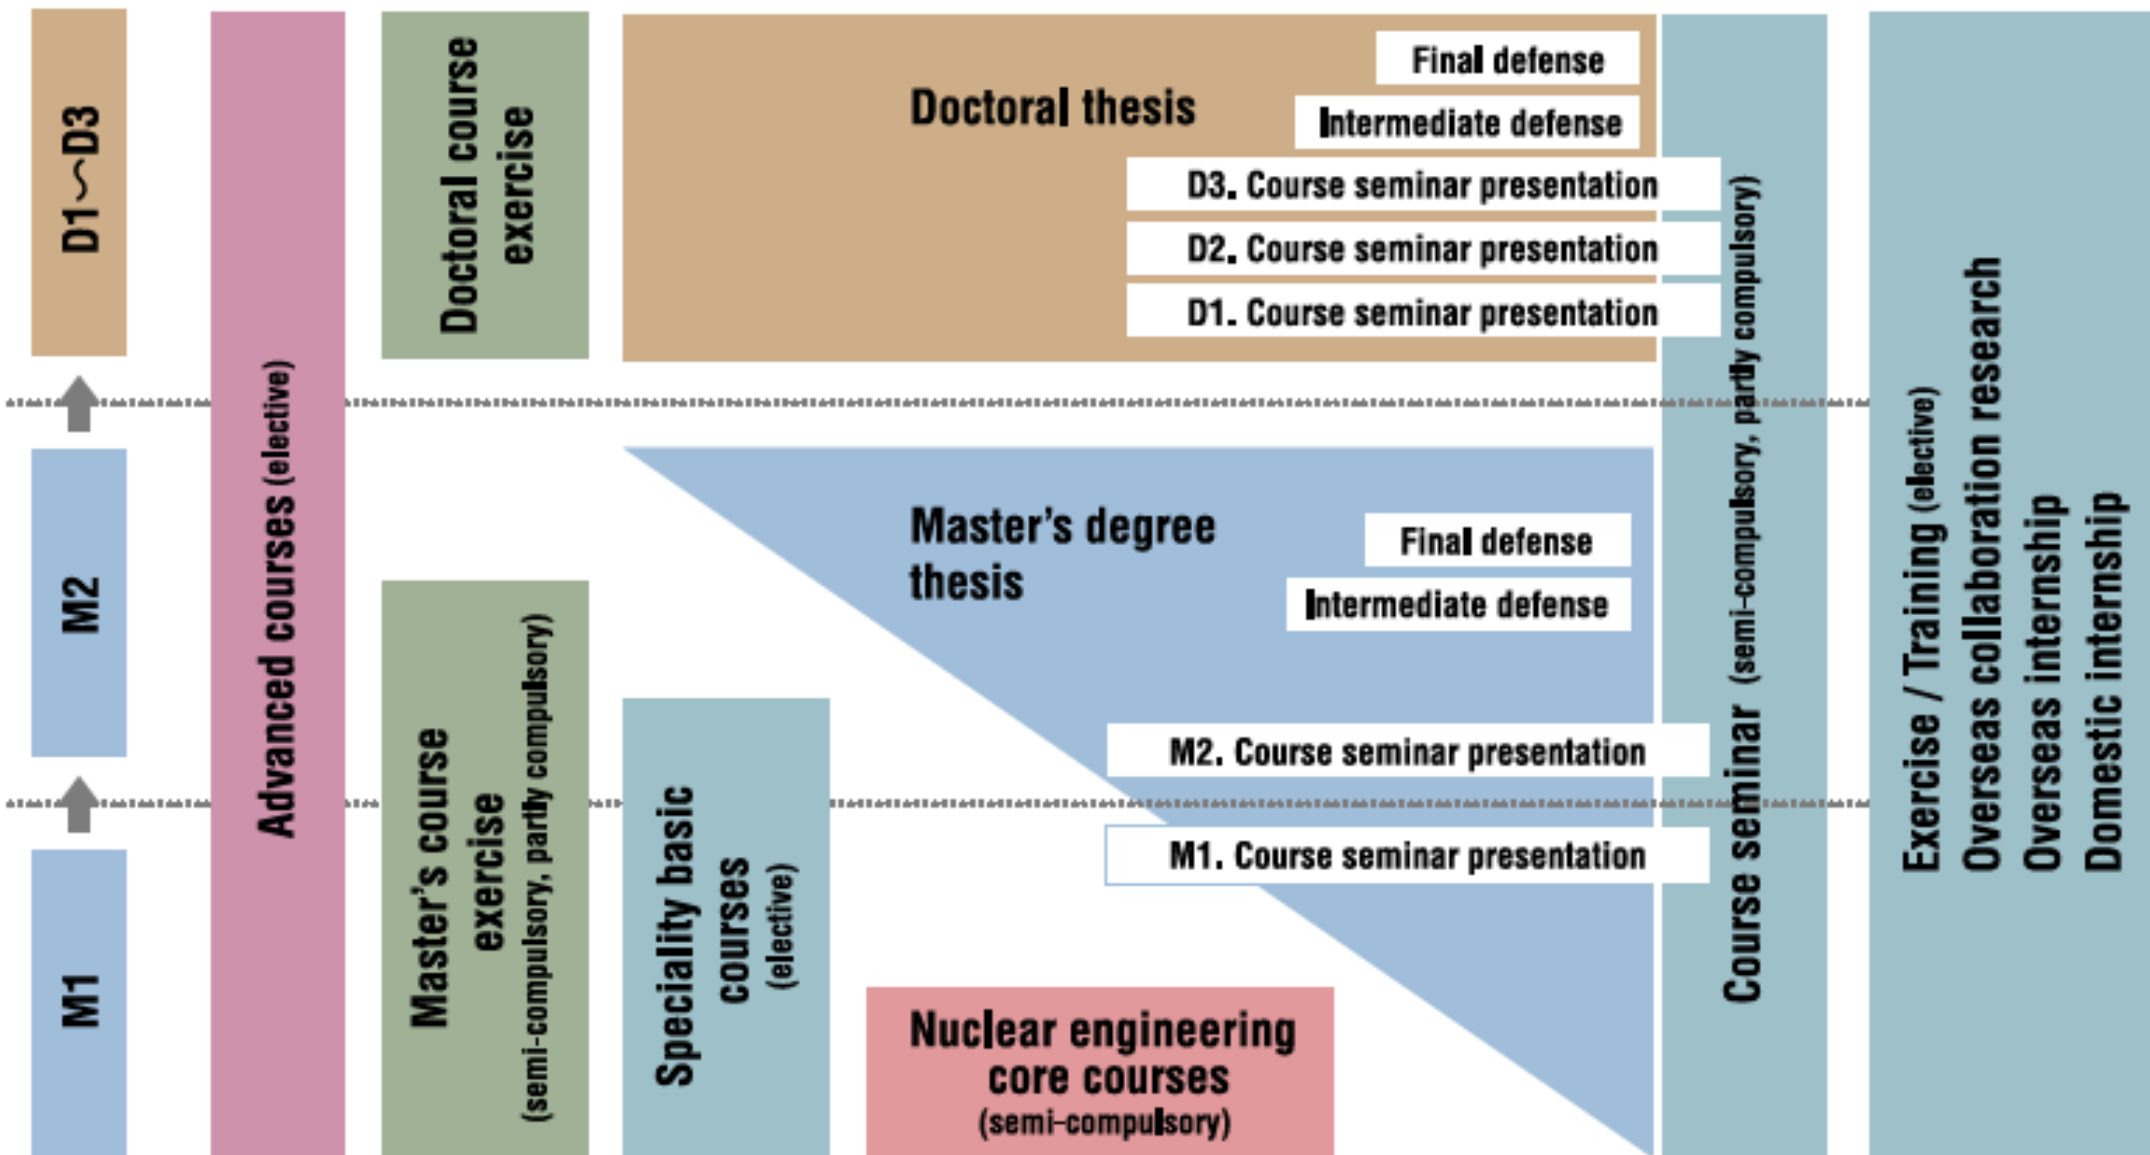 D1~D3
M2
M1
Advanced courses (elective)
Doctoral course
exercise
Master's course
exercise
(semi-compulsory, partly compulsory)
Speciality basic
courses
(elective)
Doctoral thesis
Final defense
Intermediate defense
D3. Course seminar presentation
D2. Course seminar presentation
D1. Course seminar presentation
Master's degree
thesis
Final defense
Intermediate defense
M2. Course seminar presentation
M1. Course seminar presentation
Nuclear engineering
core courses
(semi-compulsory)
Course seminar (semi-compulsory, partly compulsory)
Exercise / Training (elective)
Overseas collaboration research
Overseas internship
Domestic internship